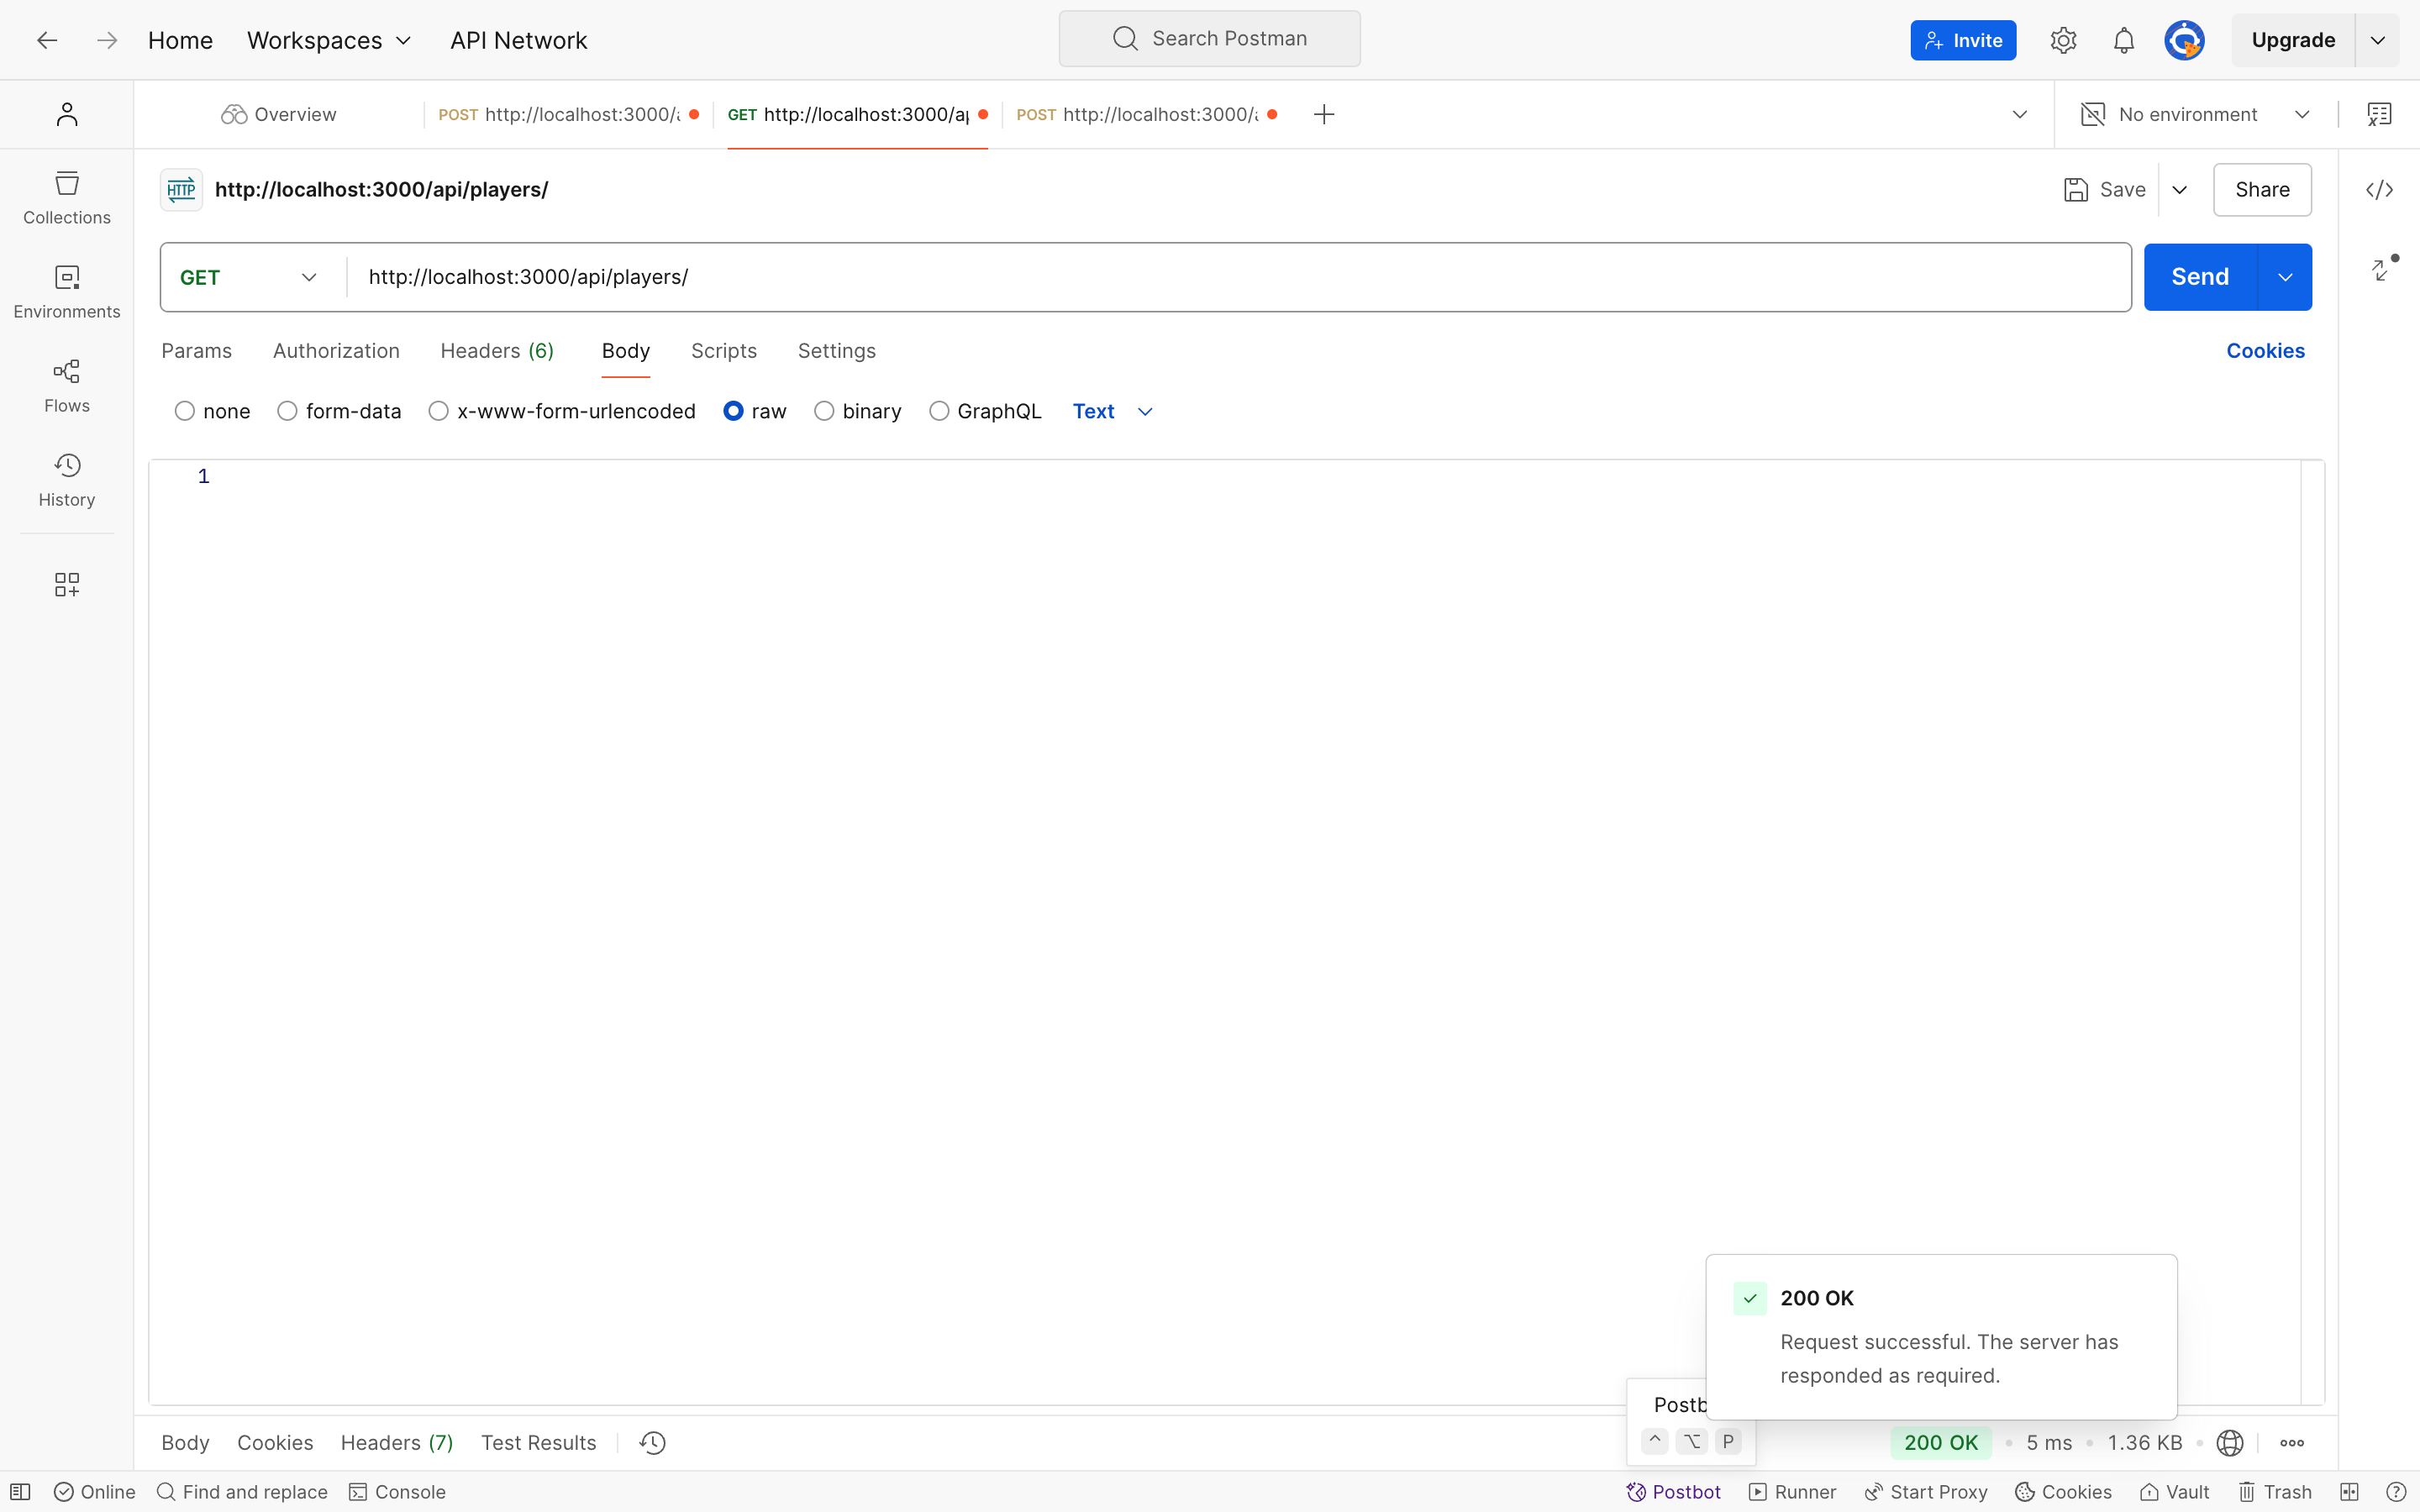 Home Workspaces API Network Search Postman Invite Upgrade
Overview POST http://localhost:3000/ GET http://localhost:3000/ap POST http://localhost:3000/ No environment
Collections
Environments
Flows
History
HTTP http://localhost:3000/api/players/ Save Share
GET http://localhost:3000/api/players/ Send
Params Authorization Headers (6) Body Scripts Settings Cookies
none form-data x-www-form-urlencoded raw binary GraphQL Text
1
200 OK
Request successful. The server has
responded as required.
Postb
^ ⌥ P
Body Cookies Headers (7) Test Results 200 OK 5 ms 1.36 KB
Online Find and replace Console Postbot Runner Start Proxy Cookies Vault Trash